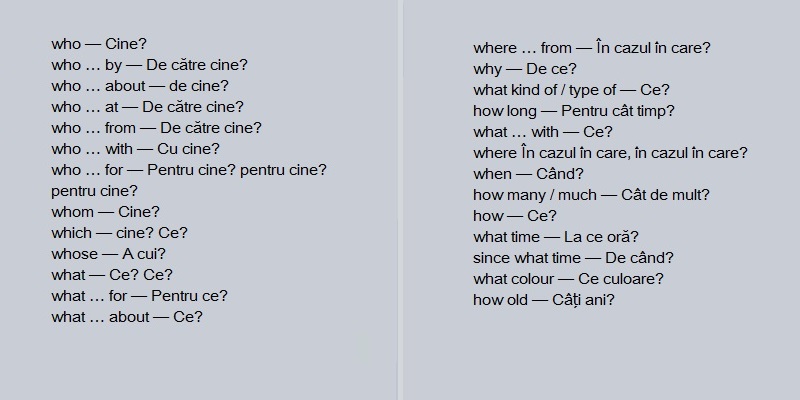 who — Cine?
who … by — De către cine?
who … about — de cine?
who … at — De către cine?
who … from — De către cine?
who … with — Cu cine?
who … for — Pentru cine? pentru cine?
pentru cine?
whom — Cine?
which — cine? Ce?
whose — A cui?
what — Ce? Ce?
what … for — Pentru ce?
what … about — Ce?
where … from — În cazul în care?
why — De ce?
what kind of / type of — Ce?
how long — Pentru cât timp?
what … with — Ce?
where În cazul în care, în cazul în care?
when — Când?
how many / much — Cât de mult?
how — Ce?
what time — La ce oră?
since what time — De când?
what colour — Ce culoare?
how old — Câți ani?